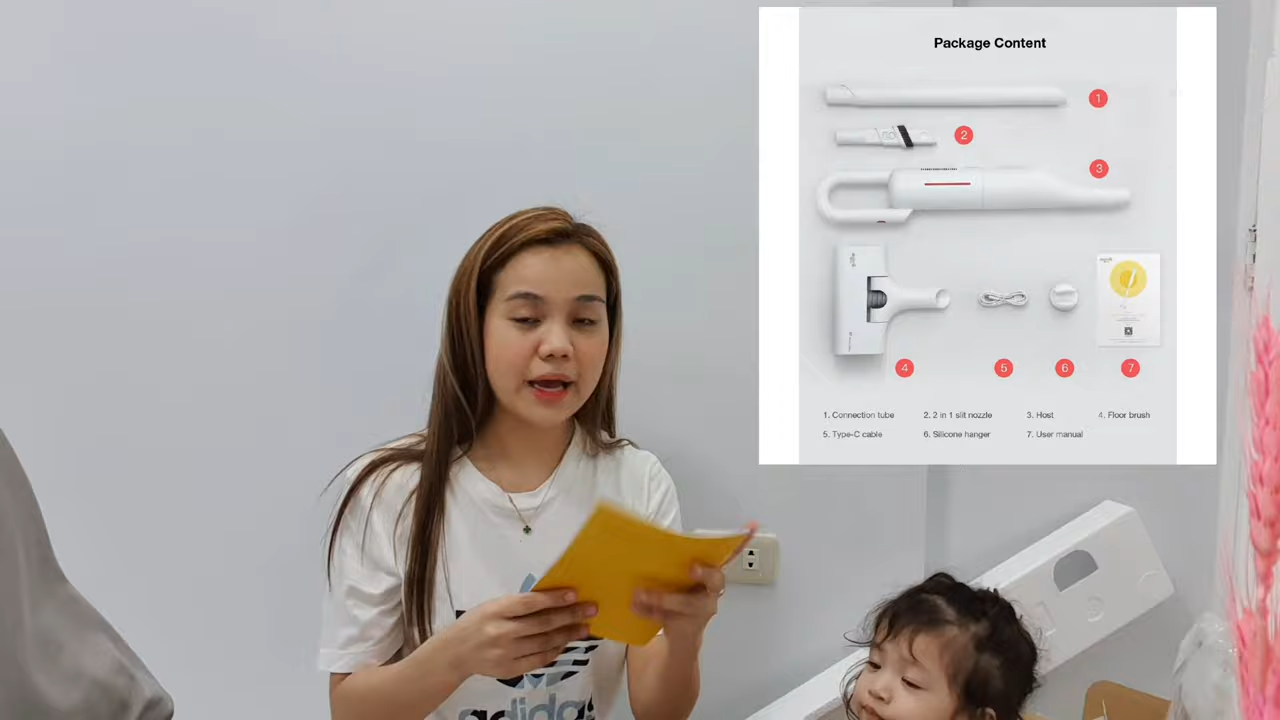 Package Content
1
2
3
4
5
6
7
1. Connection tube
2. 2 in 1 slit nozzle
3. Host
4. Floor brush
5. Type-C cable
6. Silicone hanger
7. User manual
adidas